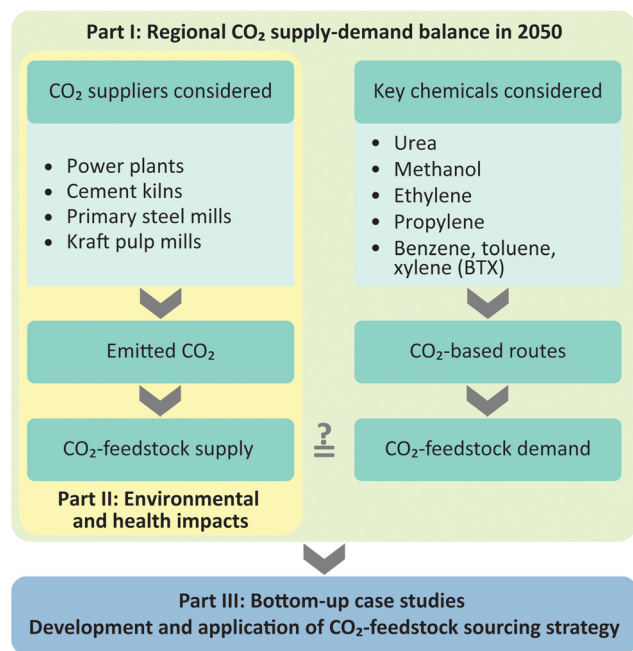 Part I: Regional CO₂ supply-demand balance in 2050
CO₂ suppliers considered
• Power plants
• Cement kilns
• Primary steel mills
• Kraft pulp mills
Emitted CO₂
CO₂-feedstock supply
Part II: Environmental
and health impacts
Key chemicals considered
• Urea
• Methanol
• Ethylene
• Propylene
• Benzene, toluene,
xylene (BTX)
CO₂-based routes
CO₂-feedstock demand
?
=
Part III: Bottom-up case studies
Development and application of CO₂-feedstock sourcing strategy